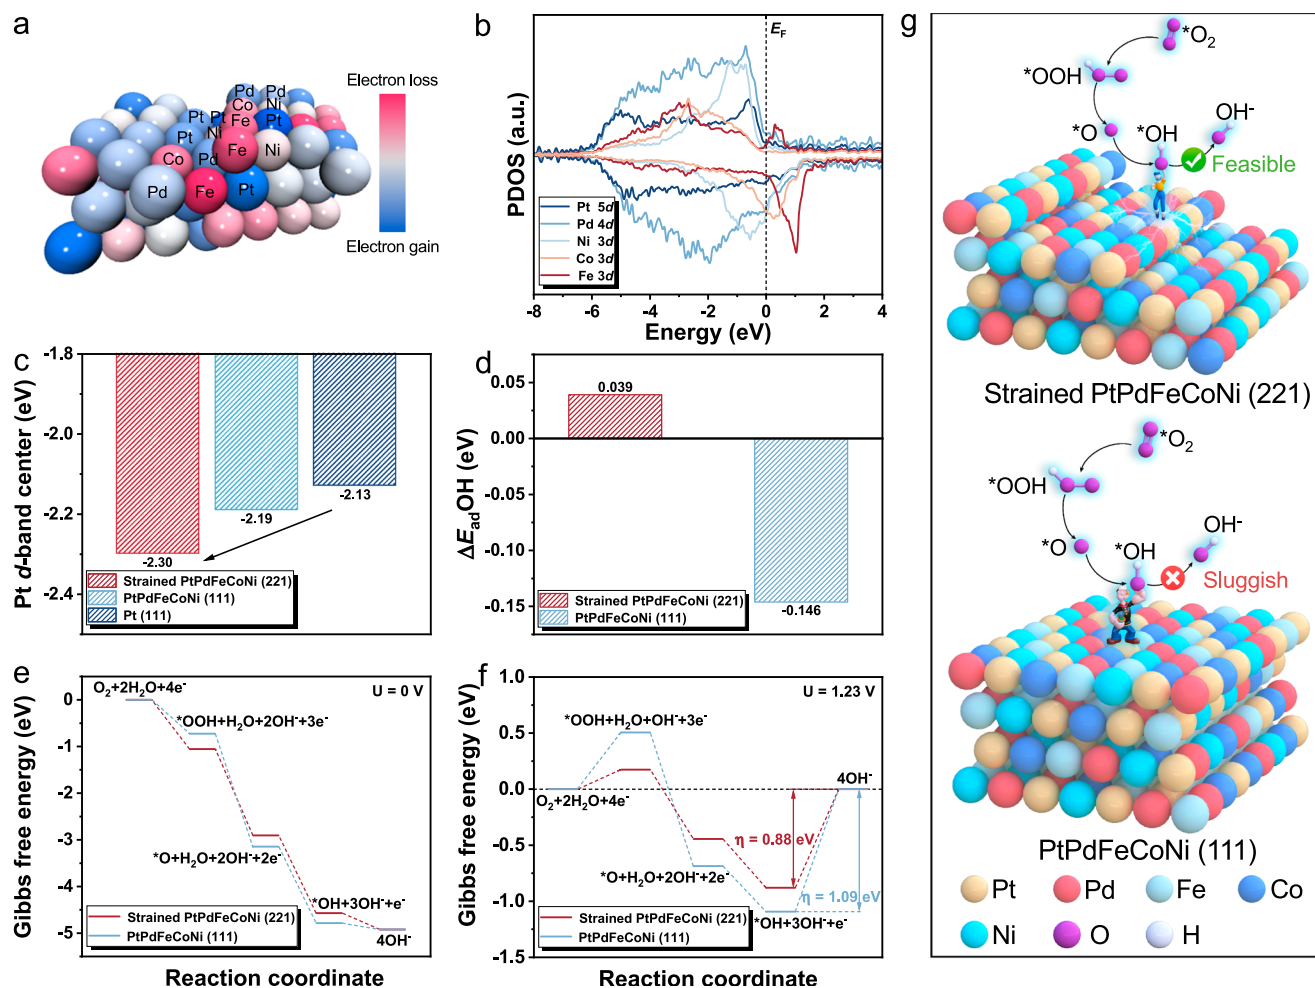 a
Electron loss
Electron gain
Pd
Pd
Co
Ni
Pt
Pt
Fe
Pt
Pt
Ni
Fe
Ni
Co
Pd
Pd
Fe
Pt
b
E_F
PDOS (a.u.)
Pt 5d
Pd 4d
Ni 3d
Co 3d
Fe 3d
-8 -6 -4 -2 0 2 4
Energy (eV)
c
Pt d-band center (eV)
-1.8
-2.0
-2.2
-2.4
-2.30
-2.19
-2.13
Strained PtPdFeCoNi (221)
PtPdFeCoNi (111)
Pt (111)
d
ΔE_adOH (eV)
0.05
0.00
-0.05
-0.10
-0.15
0.039
-0.146
Strained PtPdFeCoNi (221)
PtPdFeCoNi (111)
e
Gibbs free energy (eV)
0
-1
-2
-3
-4
-5
U = 0 V
O₂+2H₂O+4e⁻
*OOH+H₂O+2OH⁻+3e⁻
*O+H₂O+2OH⁻+2e⁻
*OH+3OH⁻+e⁻
4OH⁻
Strained PtPdFeCoNi (221)
PtPdFeCoNi (111)
Reaction coordinate
f
Gibbs free energy (eV)
1.0
0.5
0.0
-0.5
-1.0
-1.5
U = 1.23 V
*OOH+H₂O+OH⁻+3e⁻
4OH⁻
O₂+2H₂O+4e⁻
η = 0.88 eV
*O+H₂O+2OH⁻+2e⁻
η = 1.09 eV
*OH+3OH⁻+e⁻
Strained PtPdFeCoNi (221)
PtPdFeCoNi (111)
Reaction coordinate
g
*O₂
*OOH
*O
*OH
OH⁻
Feasible
Strained PtPdFeCoNi (221)
*O₂
*OOH
*O
*OH
OH⁻
Sluggish
PtPdFeCoNi (111)
Pt Pd Fe Co
Ni O H